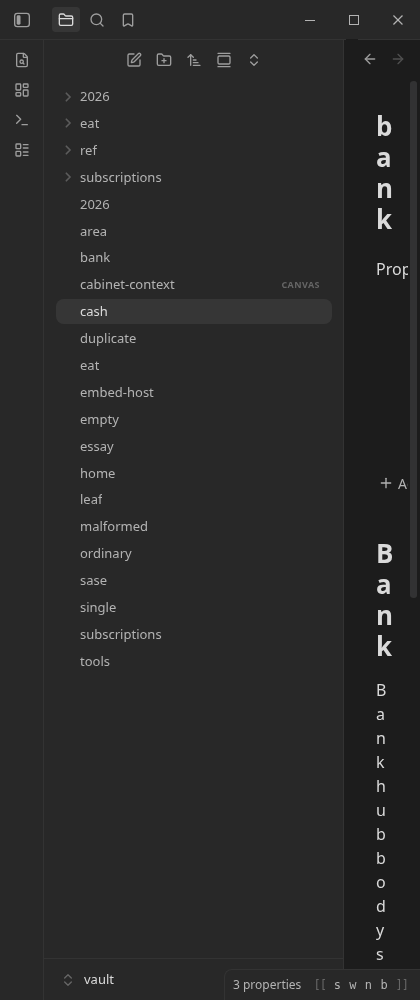 2026
eat
ref
subscriptions
2026
area
bank
cabinet-context CANVAS
cash
duplicate
eat
embed-host
empty
essay
home
leaf
malformed
ordinary
sase
single
subscriptions
tools
vault
b
a
n
k
Prop
A
B
a
n
k
B
a
n
k
h
u
b
b
o
d
y
s
3 properties [[ s w n b ]]